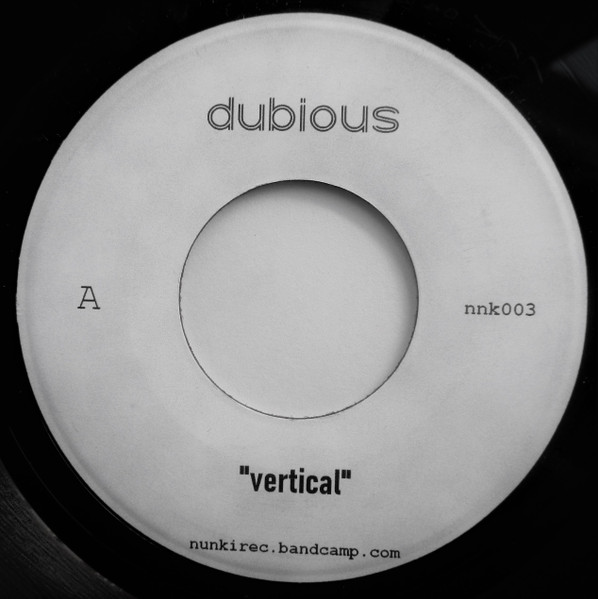 dubious
A
nnk003
"vertical"
nunkirec.bandcamp.com